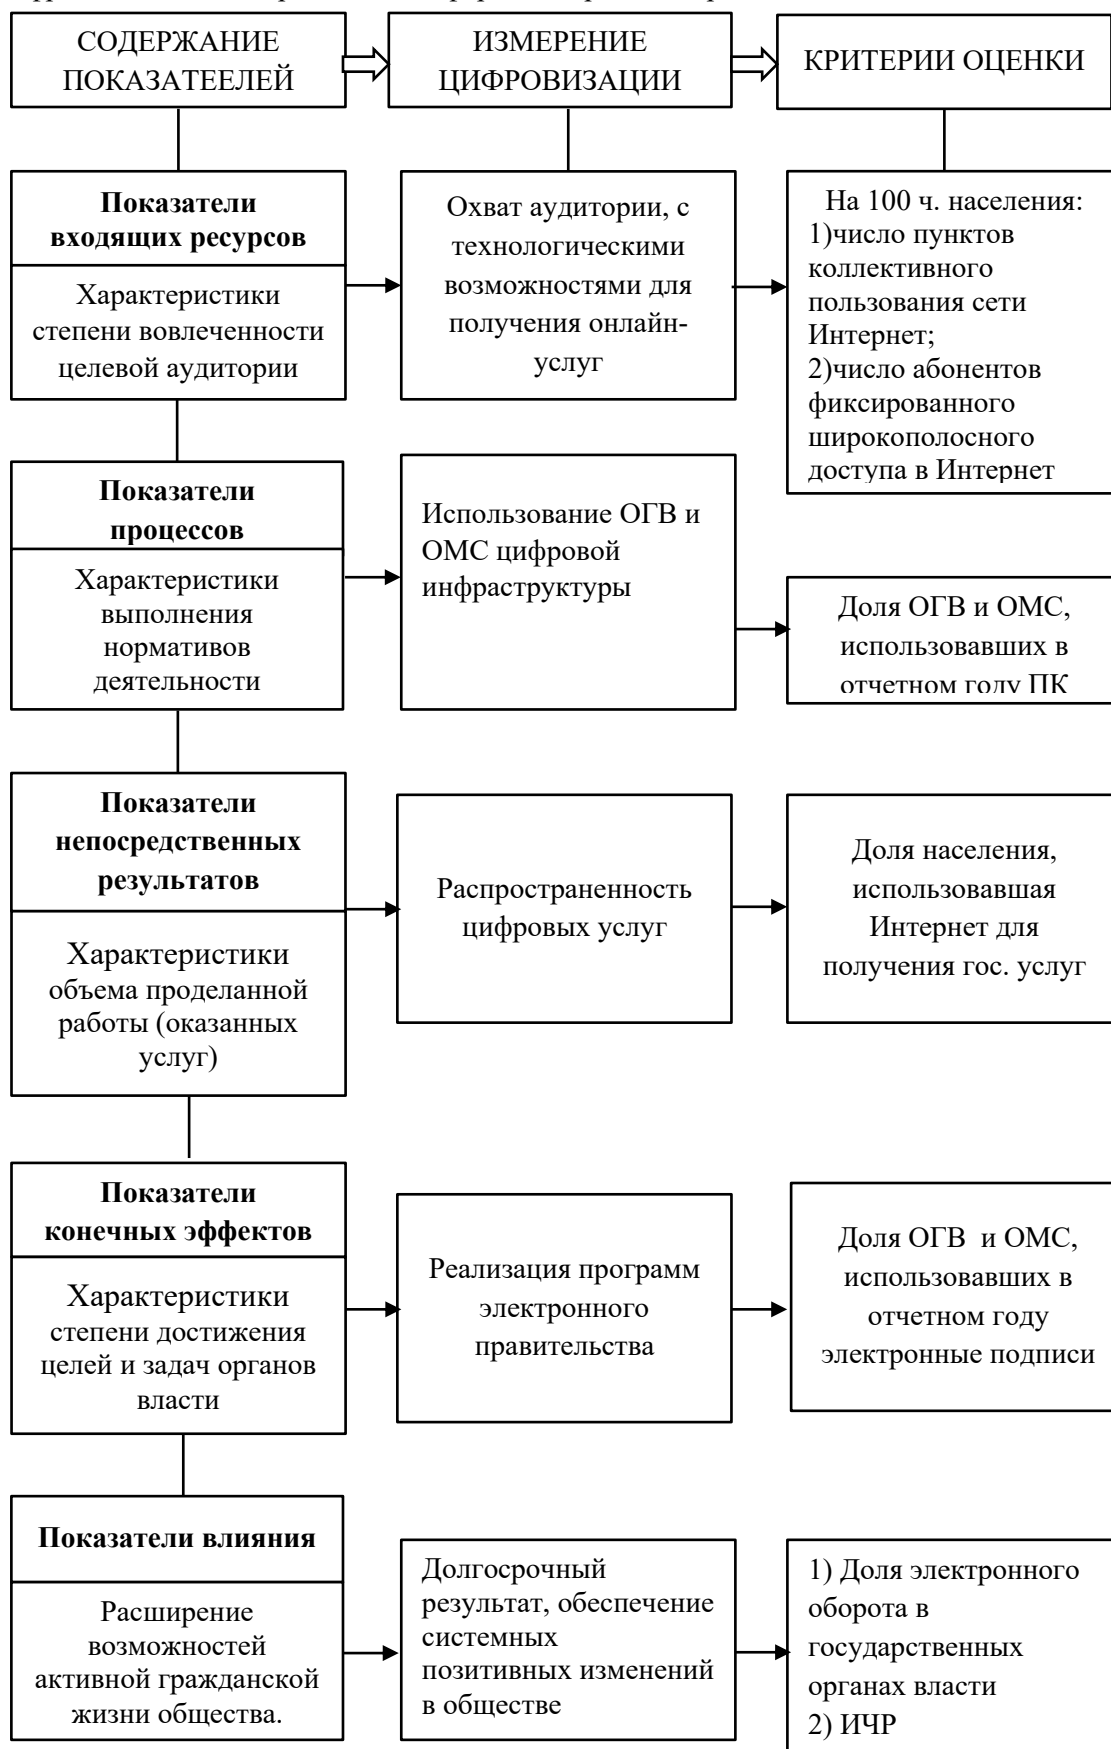 СОДЕРЖАНИЕ
ПОКАЗАТЕЕЛЕЙ
ИЗМЕРЕНИЕ
ЦИФРОВИЗАЦИИ
КРИТЕРИИ ОЦЕНКИ
Показатели
входящих ресурсов
Характеристики
степени вовлеченности
целевой аудитории
Охват аудитории, с
технологическими
возможностями для
получения онлайн-
услуг
На 100 ч. населения:
1)число пунктов
коллективного
пользования сети
Интернет;
2)число абонентов
фиксированного
широкополосного
доступа в Интернет
Показатели
процессов
Характеристики
выполнения
нормативов
деятельности
Использование ОГВ и
ОМС цифровой
инфраструктуры
Доля ОГВ и ОМС,
использовавших в
отчетном году ПК
Показатели
непосредственных
результатов
Характеристики
объема проделанной
работы (оказанных
услуг)
Распространенность
цифровых услуг
Доля населения,
использовавшая
Интернет для
получения гос. услуг
Показатели
конечных эффектов
Характеристики
степени достижения
целей и задач органов
власти
Реализация программ
электронного
правительства
Доля ОГВ и ОМС,
использовавших в
отчетном году
электронные подписи
Показатели влияния
Расширение
возможностей
активной гражданской
жизни общества.
Долгосрочный
результат, обеспечение
системных
позитивных изменений
в обществе
1) Доля электронного
оборота в
государственных
органах власти
2) ИЧР